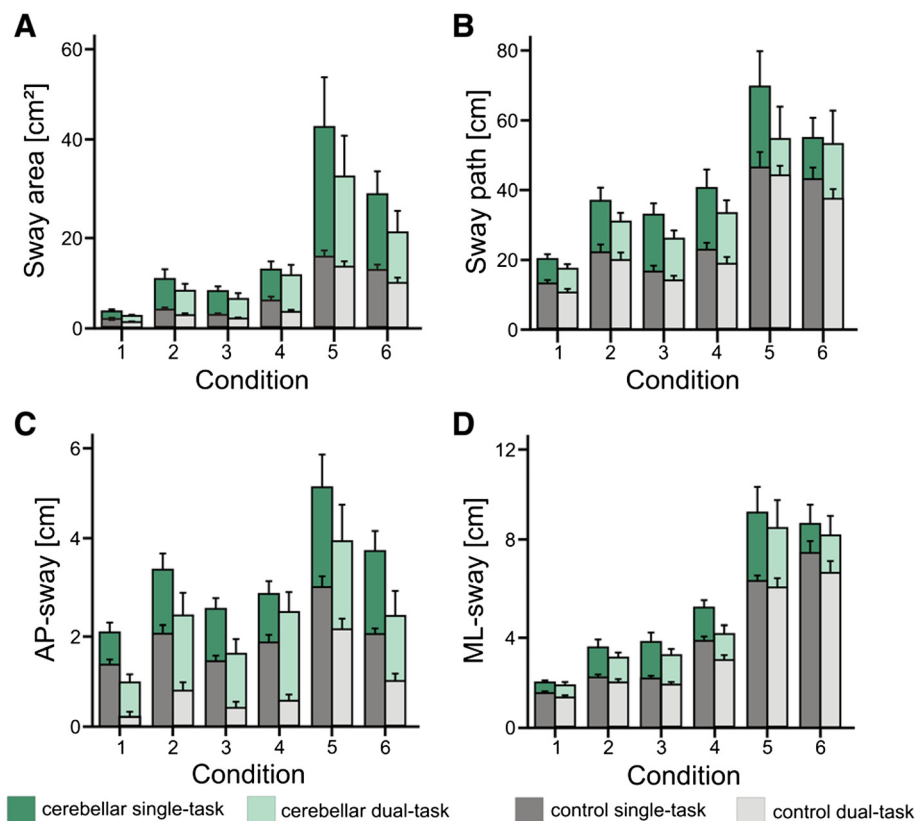 A
Sway area [cm²]
60
40
20
0
1 2 3 4 5 6
Condition
B
Sway path [cm]
80
60
40
20
0
1 2 3 4 5 6
Condition
C
AP-sway [cm]
6
4
2
0
1 2 3 4 5 6
Condition
D
ML-sway [cm]
12
8
4
0
1 2 3 4 5 6
Condition
cerebellar single-task
cerebellar dual-task
control single-task
control dual-task